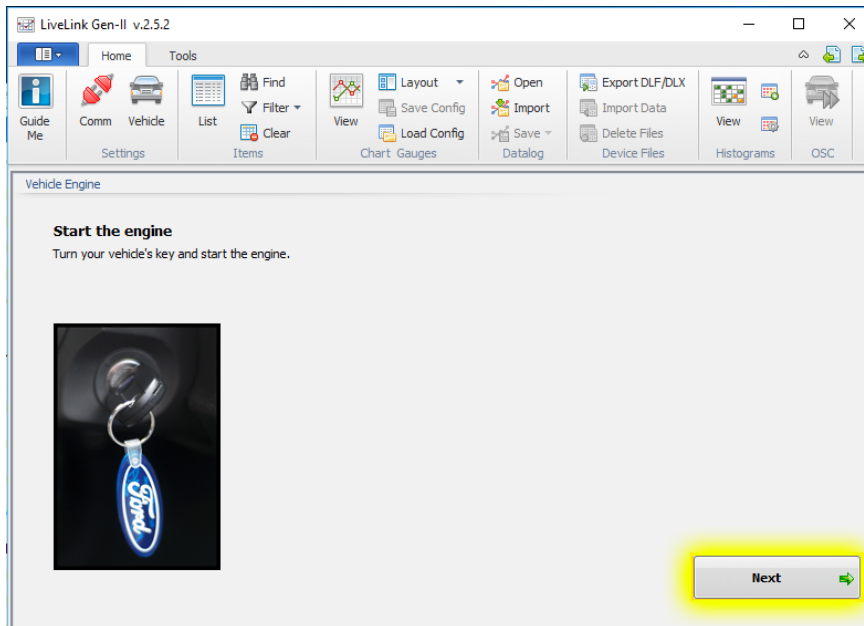 LiveLink Gen-II v.2.5.2
Home Tools
Find Layout Open Export DLF/DLX
Filter Save Config Import Import Data
Guide Me Comm Vehicle List Clear View Load Config Save Delete Files View View
Settings Items Chart Gauges Datalog Device Files Histograms OSC
Vehicle Engine
Start the engine
Turn your vehicle's key and start the engine.
Ford
Next